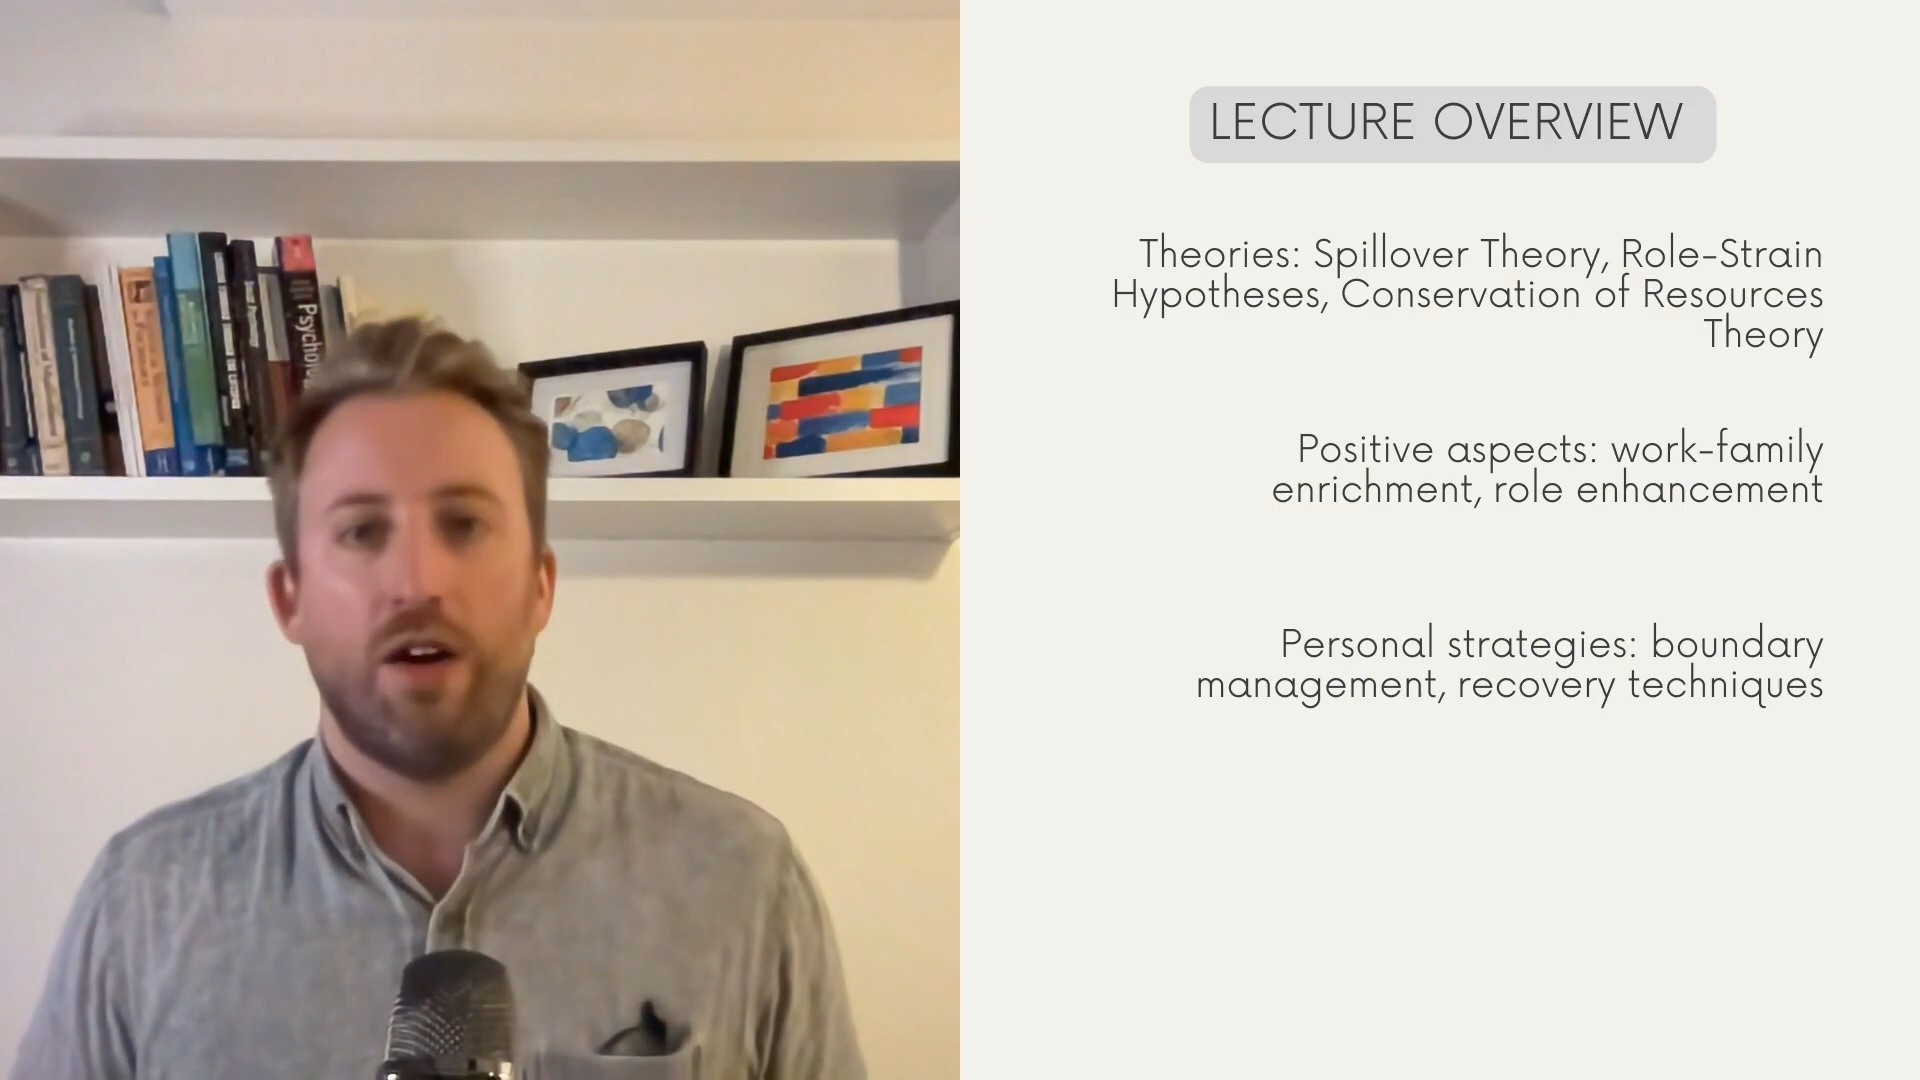 Psycholo
LECTURE OVERVIEW
Theories: Spillover Theory, Role-Strain
Hypotheses, Conservation of Resources
Theory
Positive aspects: work-family
enrichment, role enhancement
Personal strategies: boundary
management, recovery techniques